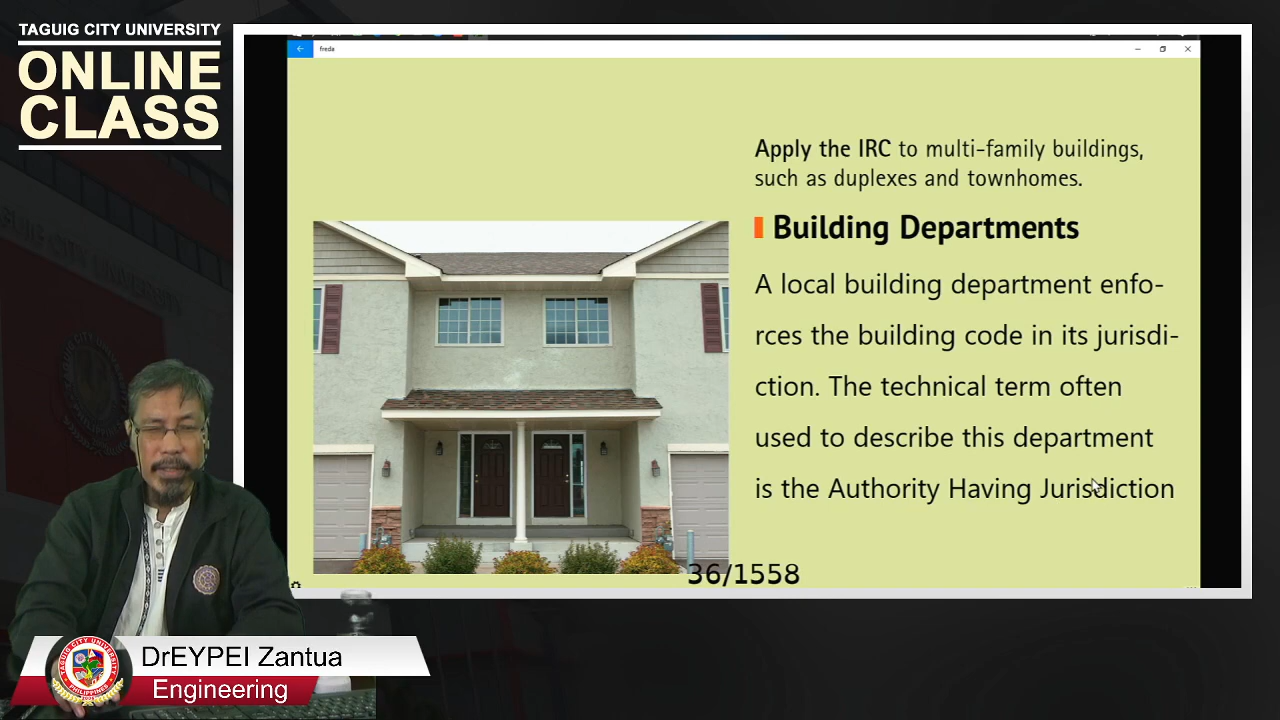 TAGUIG CITY UNIVERSITY
ONLINE
CLASS
freda
Apply the IRC to multi-family buildings,
such as duplexes and townhomes.
Building Departments
A local building department enfo-
rces the building code in its jurisdi-
ction. The technical term often
used to describe this department
is the Authority Having Jurisdiction
36/1558
DrEYPEI Zantua
Engineering